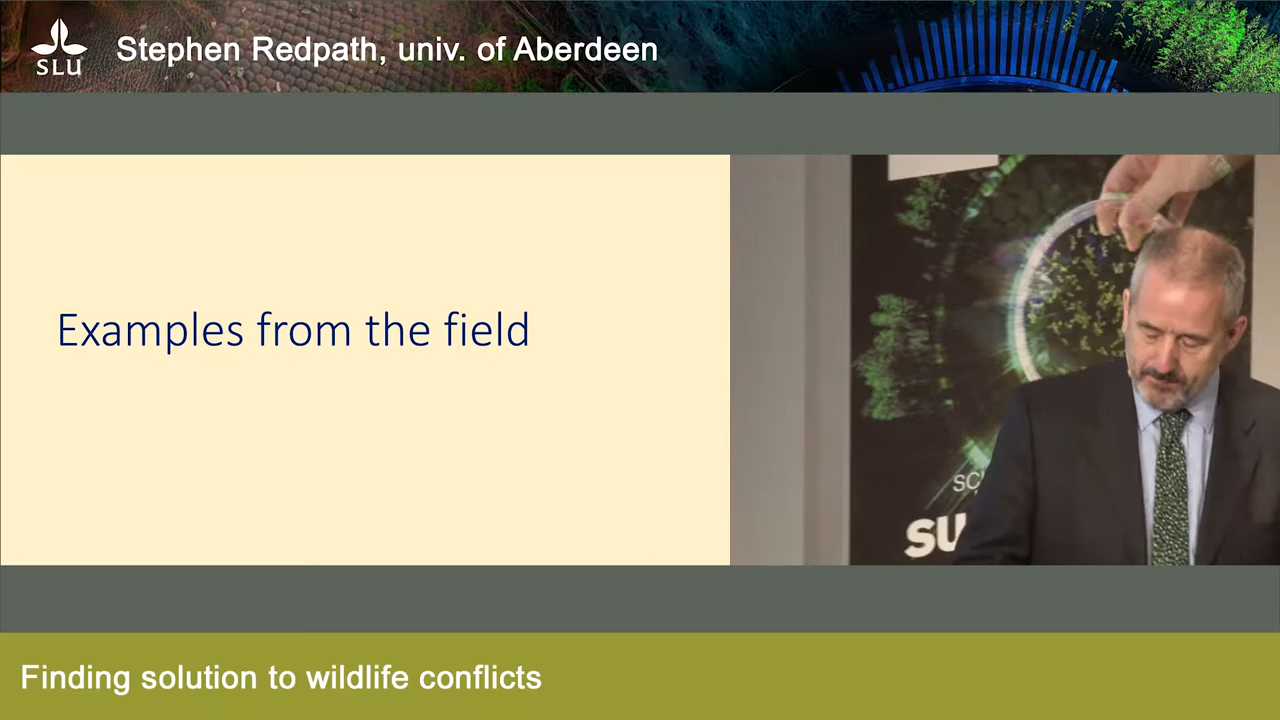 SLU
Stephen Redpath, univ. of Aberdeen
Examples from the field
SU
Finding solution to wildlife conflicts